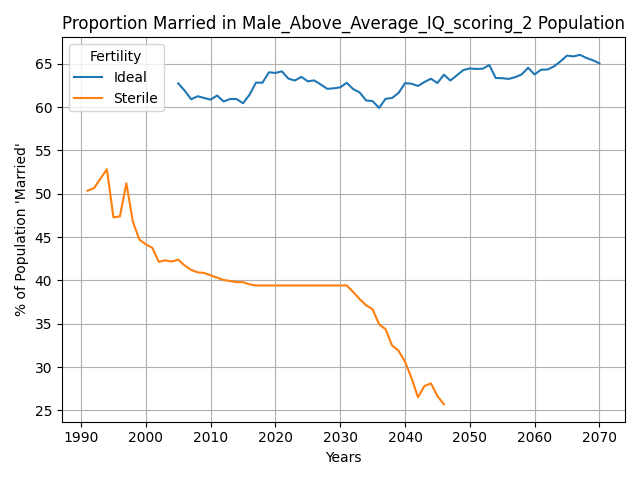 Proportion Married in Male_Above_Average_IQ_scoring_2 Population
Fertility
Ideal
Sterile
% of Population 'Married'
65
60
55
50
45
40
35
30
25
1990 2000 2010 2020 2030 2040 2050 2060 2070
Years